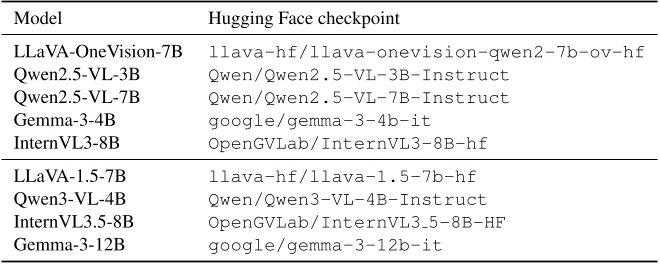 Model Hugging Face checkpoint
LLaVA-OneVision-7B llava-hf/llava-onevision-qwen2-7b-ov-hf
Qwen2.5-VL-3B Qwen/Qwen2.5-VL-3B-Instruct
Qwen2.5-VL-7B Qwen/Qwen2.5-VL-7B-Instruct
Gemma-3-4B google/gemma-3-4b-it
InternVL3-8B OpenGVLab/InternVL3-8B-hf
LLaVA-1.5-7B llava-hf/llava-1.5-7b-hf
Qwen3-VL-4B Qwen/Qwen3-VL-4B-Instruct
InternVL3.5-8B OpenGVLab/InternVL3_5-8B-HF
Gemma-3-12B google/gemma-3-12b-it